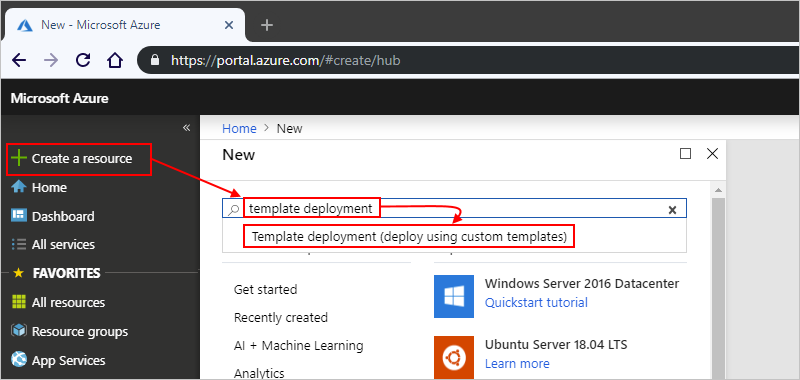 New - Microsoft Azure
https://portal.azure.com/#create/hub
Microsoft Azure
Create a resource
Home
Dashboard
All services
FAVORITES
All resources
Resource groups
App Services
Home > New
New
template deployment
Template deployment (deploy using custom templates)
Get started
Recently created
AI + Machine Learning
Analytics
Windows Server 2016 Datacenter
Quickstart tutorial
Ubuntu Server 18.04 LTS
Learn more